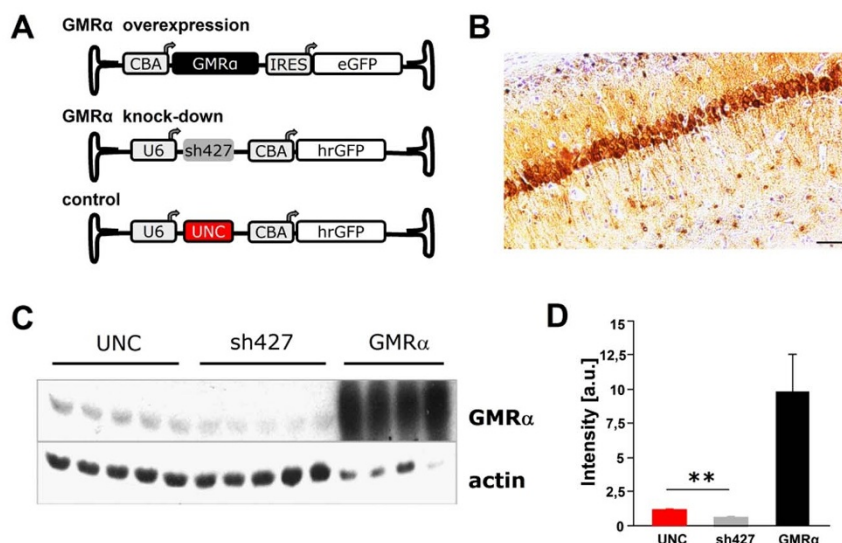 A
GMRα overexpression
CBA GMRα IRES eGFP
GMRα knock-down
U6 sh427 CBA hrGFP
control
U6 UNC CBA hrGFP
B
C
UNC sh427 GMRα
GMRα
actin
D
Intensity [a.u.]
15
12,5
10
7,5
5
2,5
0
**
UNC sh427 GMRα